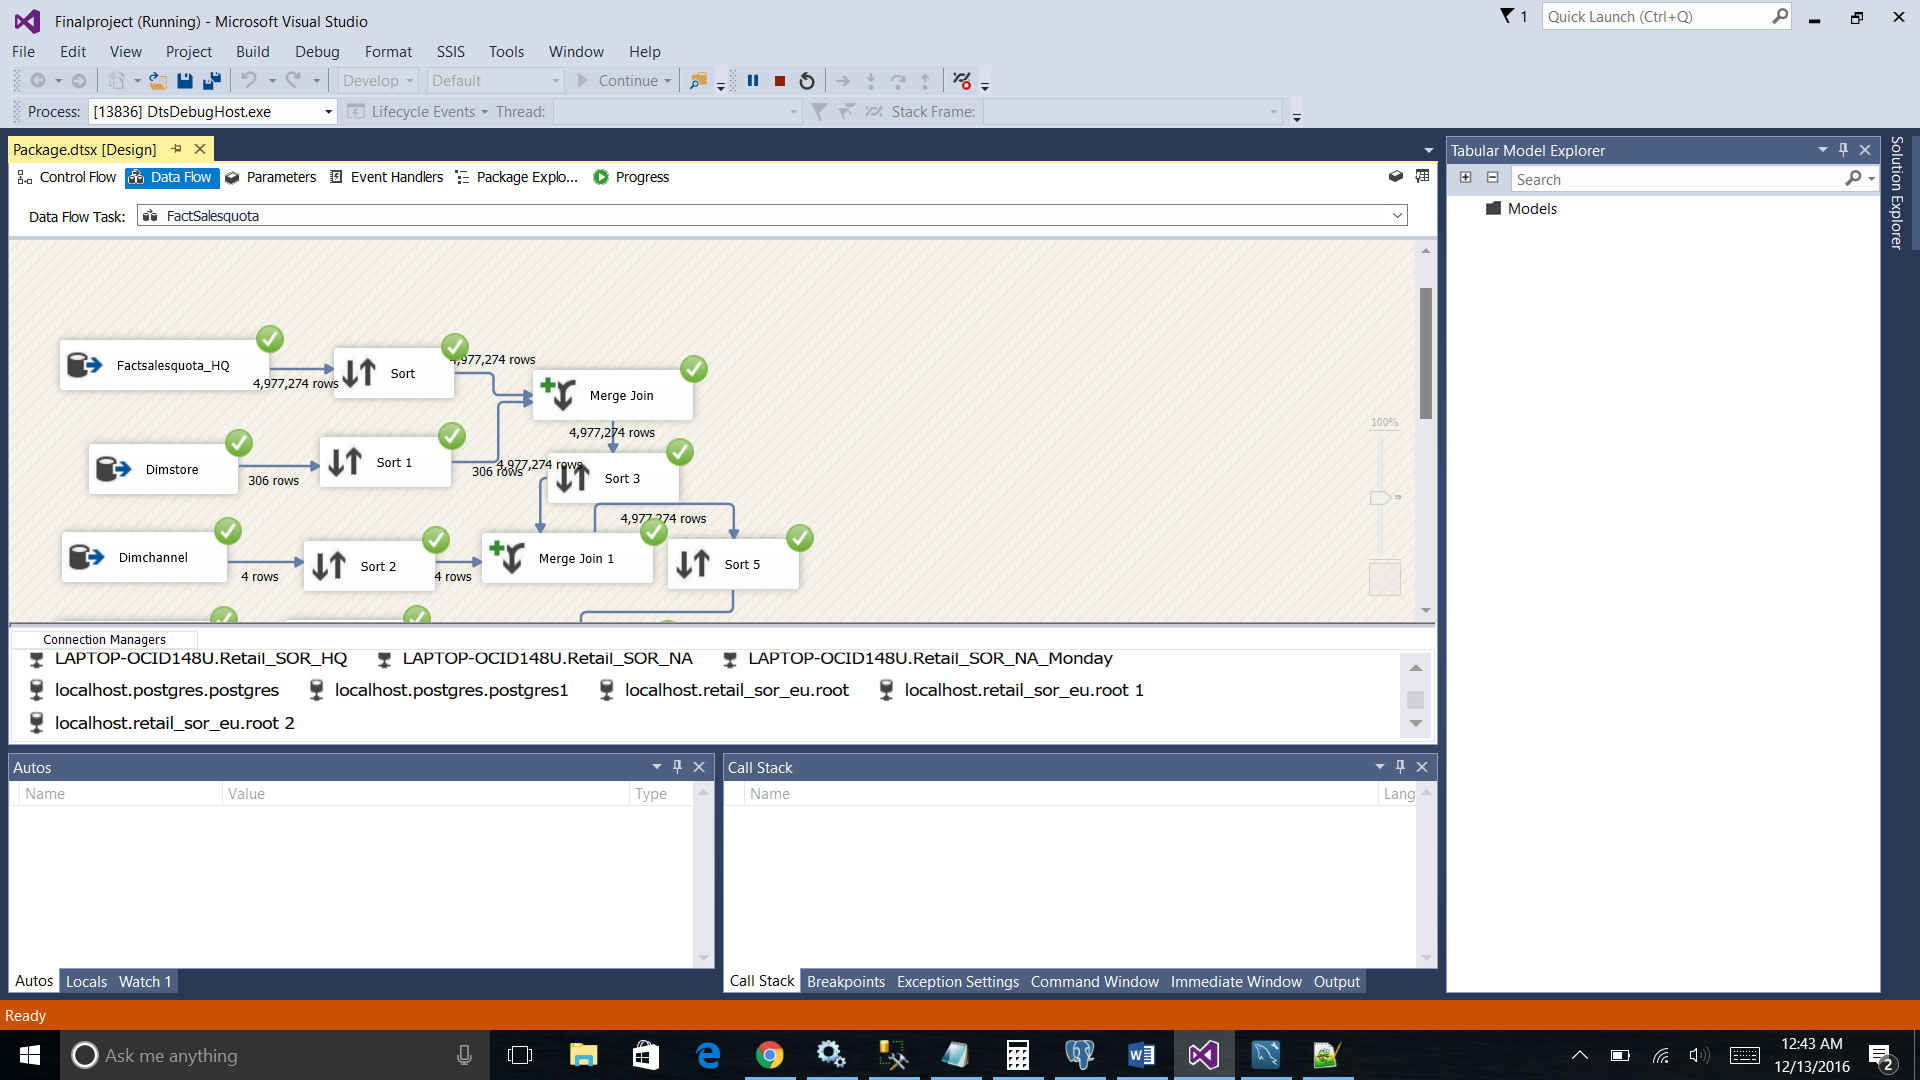 Finalproject (Running) - Microsoft Visual Studio
1
Quick Launch (Ctrl+Q)
File Edit View Project Build Debug Format SSIS Tools Window Help
Develop Default Continue
Process: [13836] DtsDebugHost.exe Lifecycle Events Thread: Stack Frame:
Package.dtsx [Design]
Control Flow Data Flow Parameters Event Handlers Package Explo... Progress
Data Flow Task: FactSalesquota
Factsalesquota_HQ
4,977,274 rows
Sort
4,977,274 rows
Merge Join
4,977,274 rows
Dimstore
306 rows
Sort 1
306 rows
4,977,274 rows
Sort 3
4,977,274 rows
Dimchannel
4 rows
Sort 2
4 rows
Merge Join 1
Sort 5
100%
Connection Managers
LAPTOP-OCID148U.Retail_SOR_HQ LAPTOP-OCID148U.Retail_SOR_NA LAPTOP-OCID148U.Retail_SOR_NA_Monday
localhost.postgres.postgres localhost.postgres.postgres1 localhost.retail_sor_eu.root localhost.retail_sor_eu.root 1
localhost.retail_sor_eu.root 2
Autos
Name Value Type
Autos Locals Watch 1
Call Stack
Name Lang
Call Stack Breakpoints Exception Settings Command Window Immediate Window Output
Tabular Model Explorer
Search
Models
Solution Explorer
Ready
Ask me anything
12:43 AM
12/13/2016
2